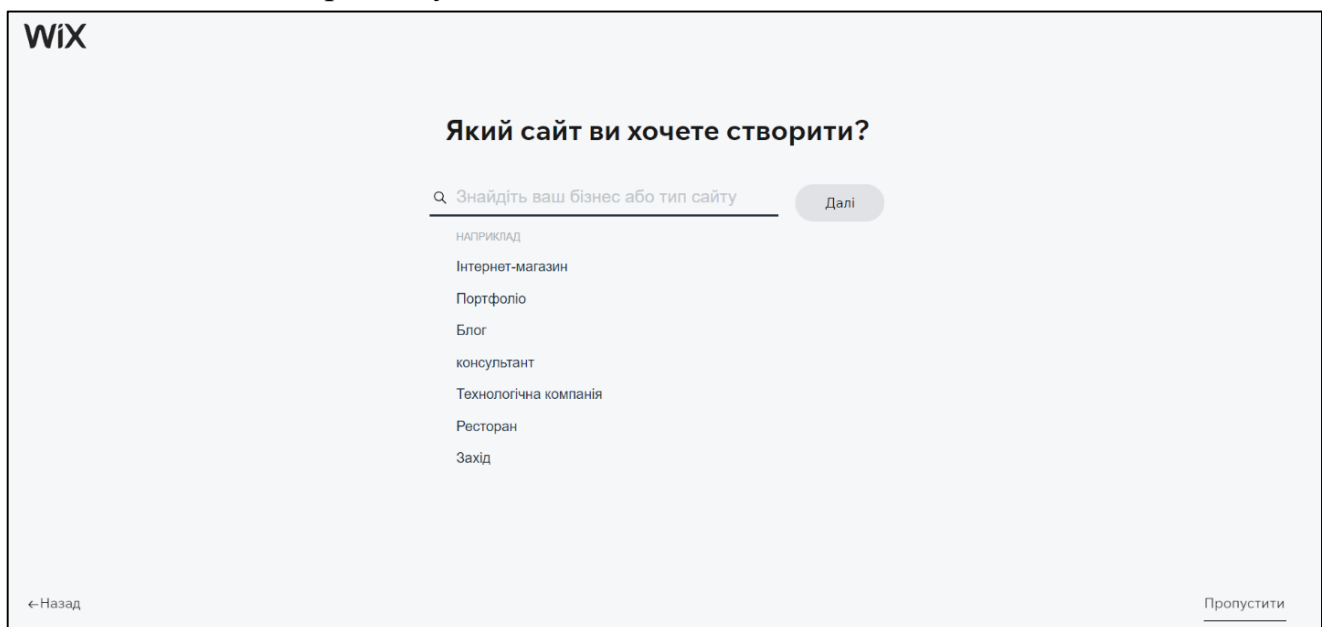 WiX
Який сайт ви хочете створити?
Знайдіть ваш бізнес або тип сайту
Далі
НАПРИКЛАД
Інтернет-магазин
Портфоліо
Блог
консультант
Технологічна компанія
Ресторан
Захід
←Назад
Пропустити